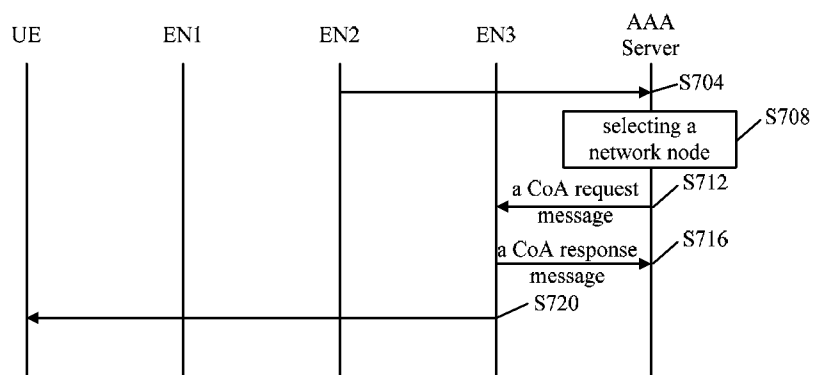 UE
EN1
EN2
EN3
AAA
Server
S704
selecting a
network node
S708
a CoA request
message
S712
a CoA response
message
S716
S720